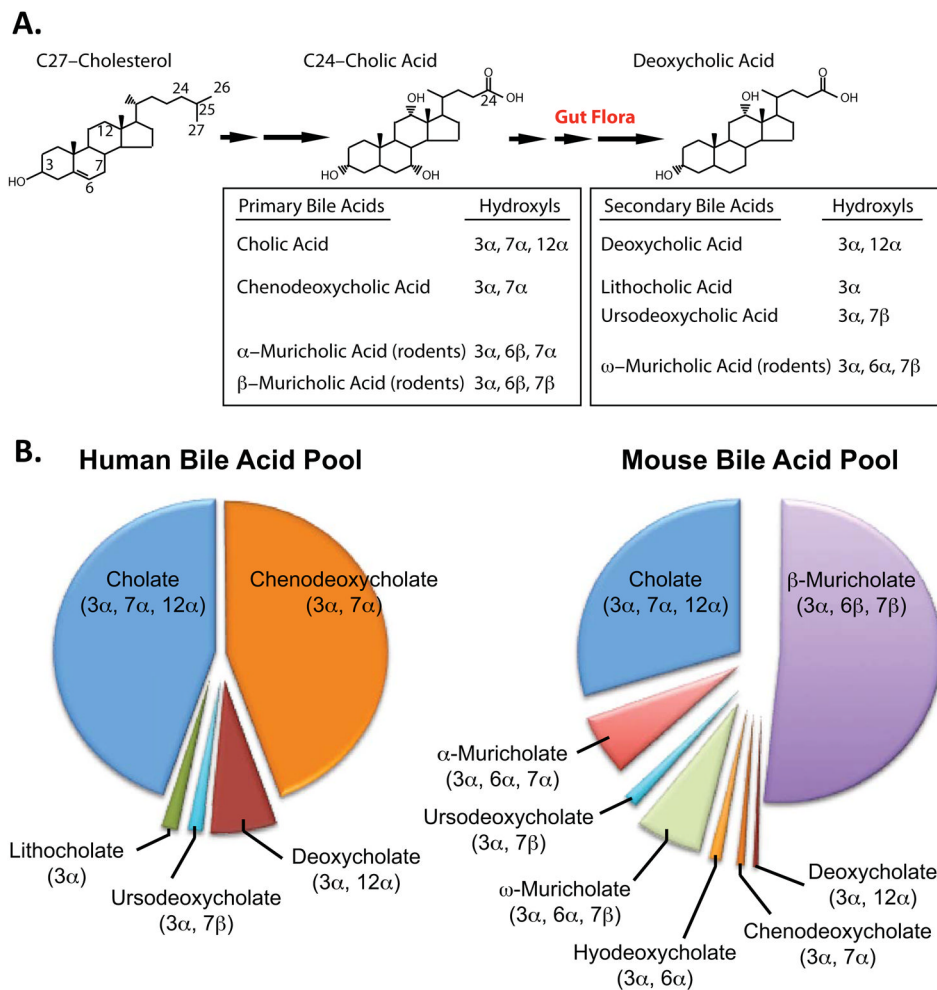 A.
C27–Cholesterol
C24–Cholic Acid
Deoxycholic Acid
24
26
25
27
12
3
7
6
HO
OH
O
24
OH
HO
OH
Gut Flora
OH
O
OH
HO
Primary Bile Acids Hydroxyls
Cholic Acid 3α, 7α, 12α
Chenodeoxycholic Acid 3α, 7α
α–Muricholic Acid (rodents) 3α, 6β, 7α
β–Muricholic Acid (rodents) 3α, 6β, 7β
Secondary Bile Acids Hydroxyls
Deoxycholic Acid 3α, 12α
Lithocholic Acid 3α
Ursodeoxycholic Acid 3α, 7β
ω–Muricholic Acid (rodents) 3α, 6α, 7β
B.
Human Bile Acid Pool
Cholate
(3α, 7α, 12α)
Chenodeoxycholate
(3α, 7α)
Lithocholate
(3α)
Ursodeoxycholate
(3α, 7β)
Deoxycholate
(3α, 12α)
Mouse Bile Acid Pool
Cholate
(3α, 7α, 12α)
β-Muricholate
(3α, 6β, 7β)
α-Muricholate
(3α, 6α, 7α)
Ursodeoxycholate
(3α, 7β)
ω-Muricholate
(3α, 6α, 7β)
Hyodeoxycholate
(3α, 6α)
Deoxycholate
(3α, 12α)
Chenodeoxycholate
(3α, 7α)